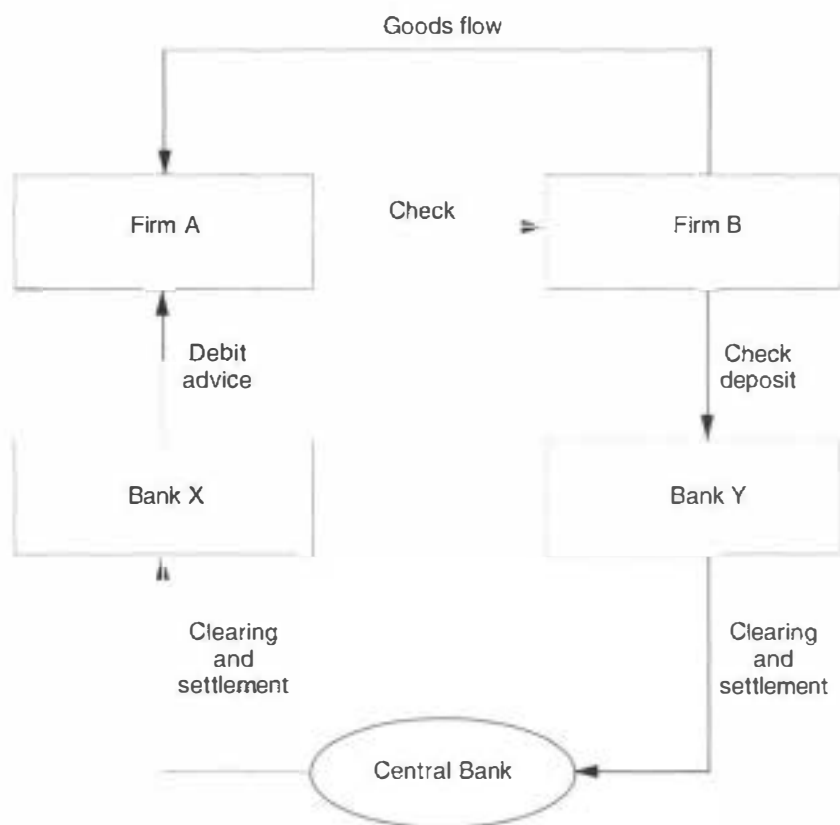 Goods flow
Firm A
Check
Firm B
Debit
advice
Check
deposit
Bank X
Bank Y
Clearing
and
settlement
Clearing
and
settlement
Central Bank